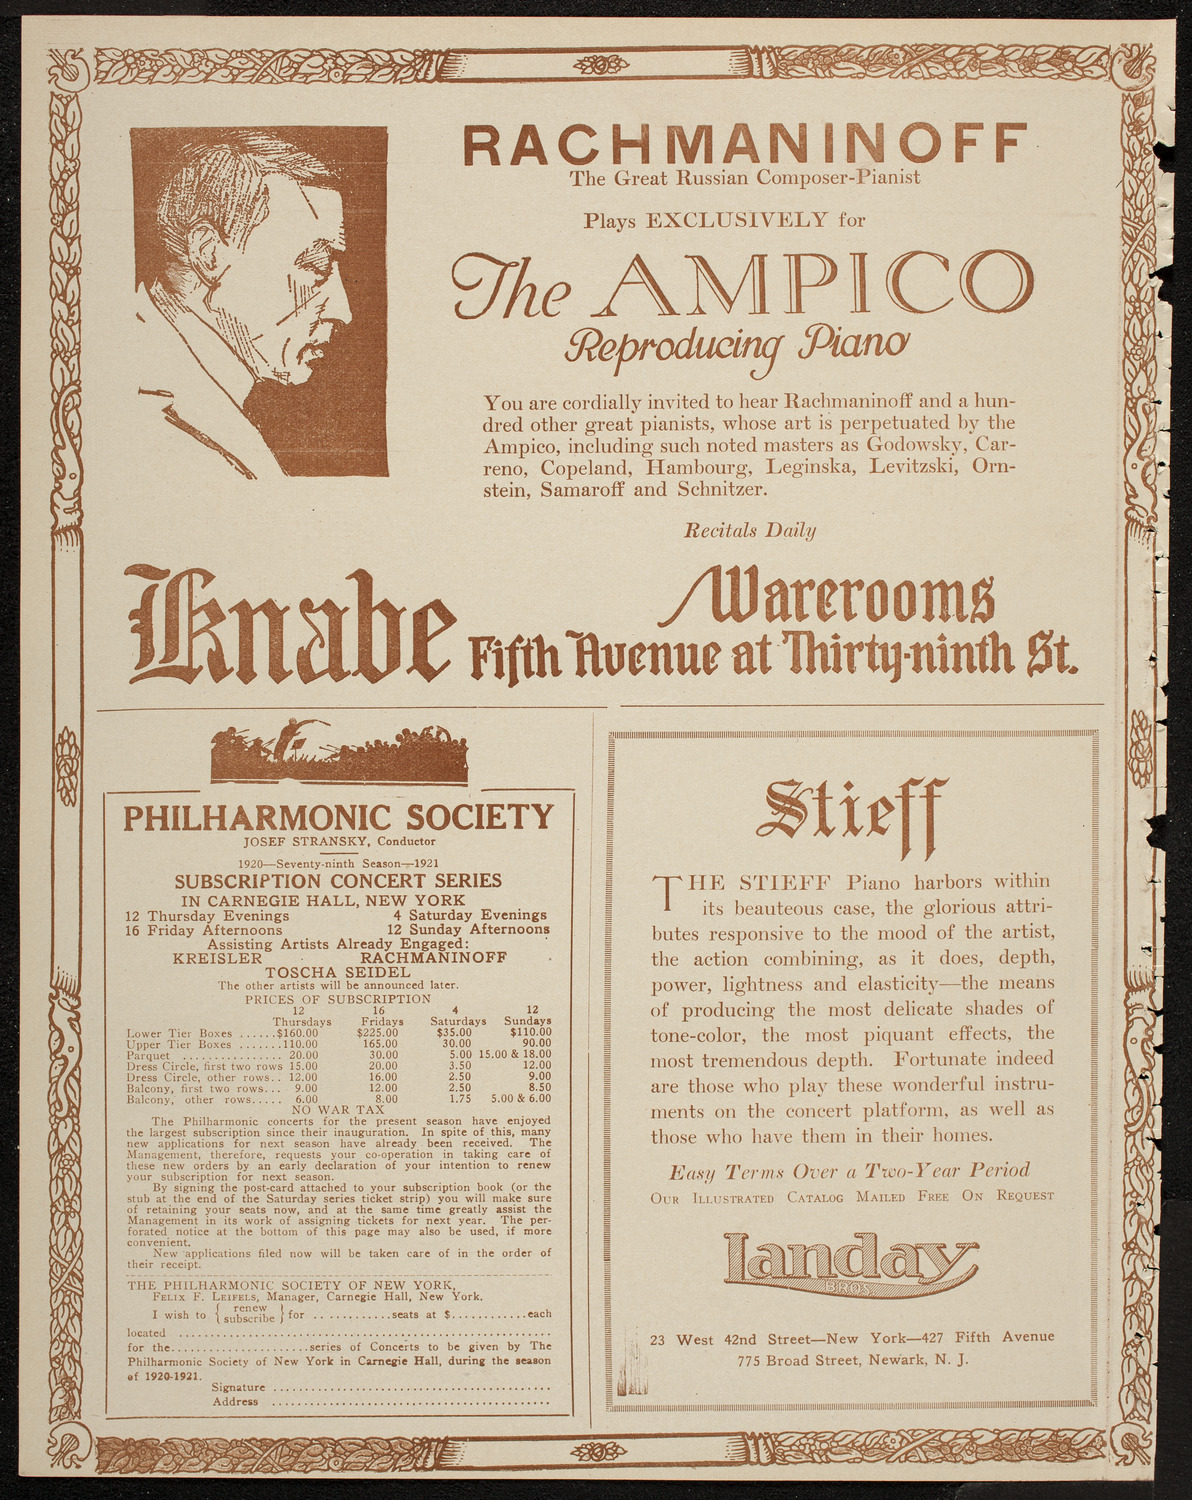 RACHMANINOFF
The Great Russian Composer-Pianist
Plays EXCLUSIVELY for
The AMPICO
Reproducing Piano
You are cordially invited to hear Rachmaninoff and a hun-
dred other great pianists, whose art is perpetuated by the
Ampico, including such noted masters as Godowsky, Car-
reno, Copeland, Hambourg, Leginska, Levitzski, Orn-
stein, Samaroff and Schnitzer.
Recitals Daily
Knabe Warerooms
Fifth Avenue at Thirty-ninth St.
PHILHARMONIC SOCIETY
JOSEF STRANSKY, Conductor
1920—Seventy-ninth Season—1921
SUBSCRIPTION CONCERT SERIES
IN CARNEGIE HALL, NEW YORK
12 Thursday Evenings 4 Saturday Evenings
16 Friday Afternoons 12 Sunday Afternoons
Assisting Artists Already Engaged:
KREISLER RACHMANINOFF
TOSCHA SEIDEL
The other artists will be announced later.
PRICES OF SUBSCRIPTION
12 16 4 12
Thursdays Fridays Saturdays Sundays
Lower Tier Boxes ......$160.00 $225.00 $35.00 $110.00
Upper Tier Boxes .......110.00 165.00 30.00 90.00
Parquet ............... 20.00 30.00 5.00 15.00 & 18.00
Dress Circle, first two rows 15.00 20.00 3.50 12.00
Dress Circle, other rows.. 12.00 16.00 2.50 9.00
Balcony, first two rows... 9.00 12.00 2.50 8.50
Balcony, other rows..... 6.00 8.00 1.75 5.00 & 6.00
NO WAR TAX
The Philharmonic concerts for the present season have enjoyed
the largest subscription since their inauguration. In spite of this, many
new applications for next season have already been received. The
Management, therefore, requests your co-operation in taking care of
these new orders by an early declaration of your intention to renew
your subscription for next season.
By signing the post-card attached to your subscription book (or the
stub at the end of the Saturday series ticket strip) you will make sure
of retaining your seats now, and at the same time greatly assist the
Management in its work of assigning tickets for next year. The per-
forated notice at the bottom of this page may also be used, if more
convenient.
New applications filed now will be taken care of in the order of
their receipt.
THE PHILHARMONIC SOCIETY OF NEW YORK,
FELIX F. LEIFELS, Manager, Carnegie Hall, New York.
I wish to { renew subscribe } for ............seats at $............each
located ........................................................
for the.....................series of Concerts to be given by The
Philharmonic Society of New York in Carnegie Hall, during the season
of 1920-1921.
Signature ..........................................
Address ..........................................
Stieff
THE STIEFF Piano harbors within
its beauteous case, the glorious attri-
butes responsive to the mood of the artist,
the action combining, as it does, depth,
power, lightness and elasticity—the means
of producing the most delicate shades of
tone-color, the most piquant effects, the
most tremendous depth. Fortunate indeed
are those who play these wonderful instru-
ments on the concert platform, as well as
those who have them in their homes.
Easy Terms Over a Two-Year Period
OUR ILLUSTRATED CATALOG MAILED FREE ON REQUEST
Landay
BROS
23 West 42nd Street—New York—427 Fifth Avenue
775 Broad Street, Newark, N. J.